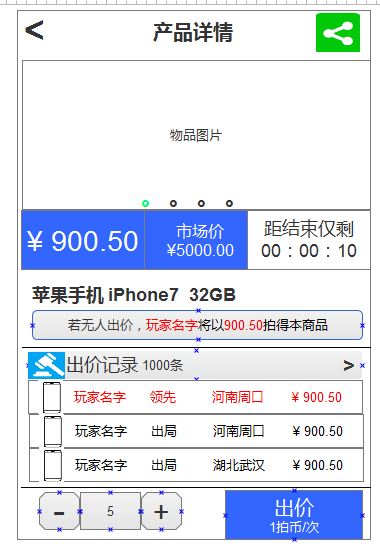 < 产品详情
物品图片
¥ 900.50
市场价
¥5000.00
距结束仅剩
00：00：10
苹果手机 iPhone7 32GB
若无人出价，玩家名字将以900.50拍得本商品
出价记录 1000条 >
玩家名字 领先 河南周口 ¥ 900.50
玩家名字 出局 河南周口 ¥ 900.50
玩家名字 出局 湖北武汉 ¥ 900.50
- 5 +
出价
1拍币/次